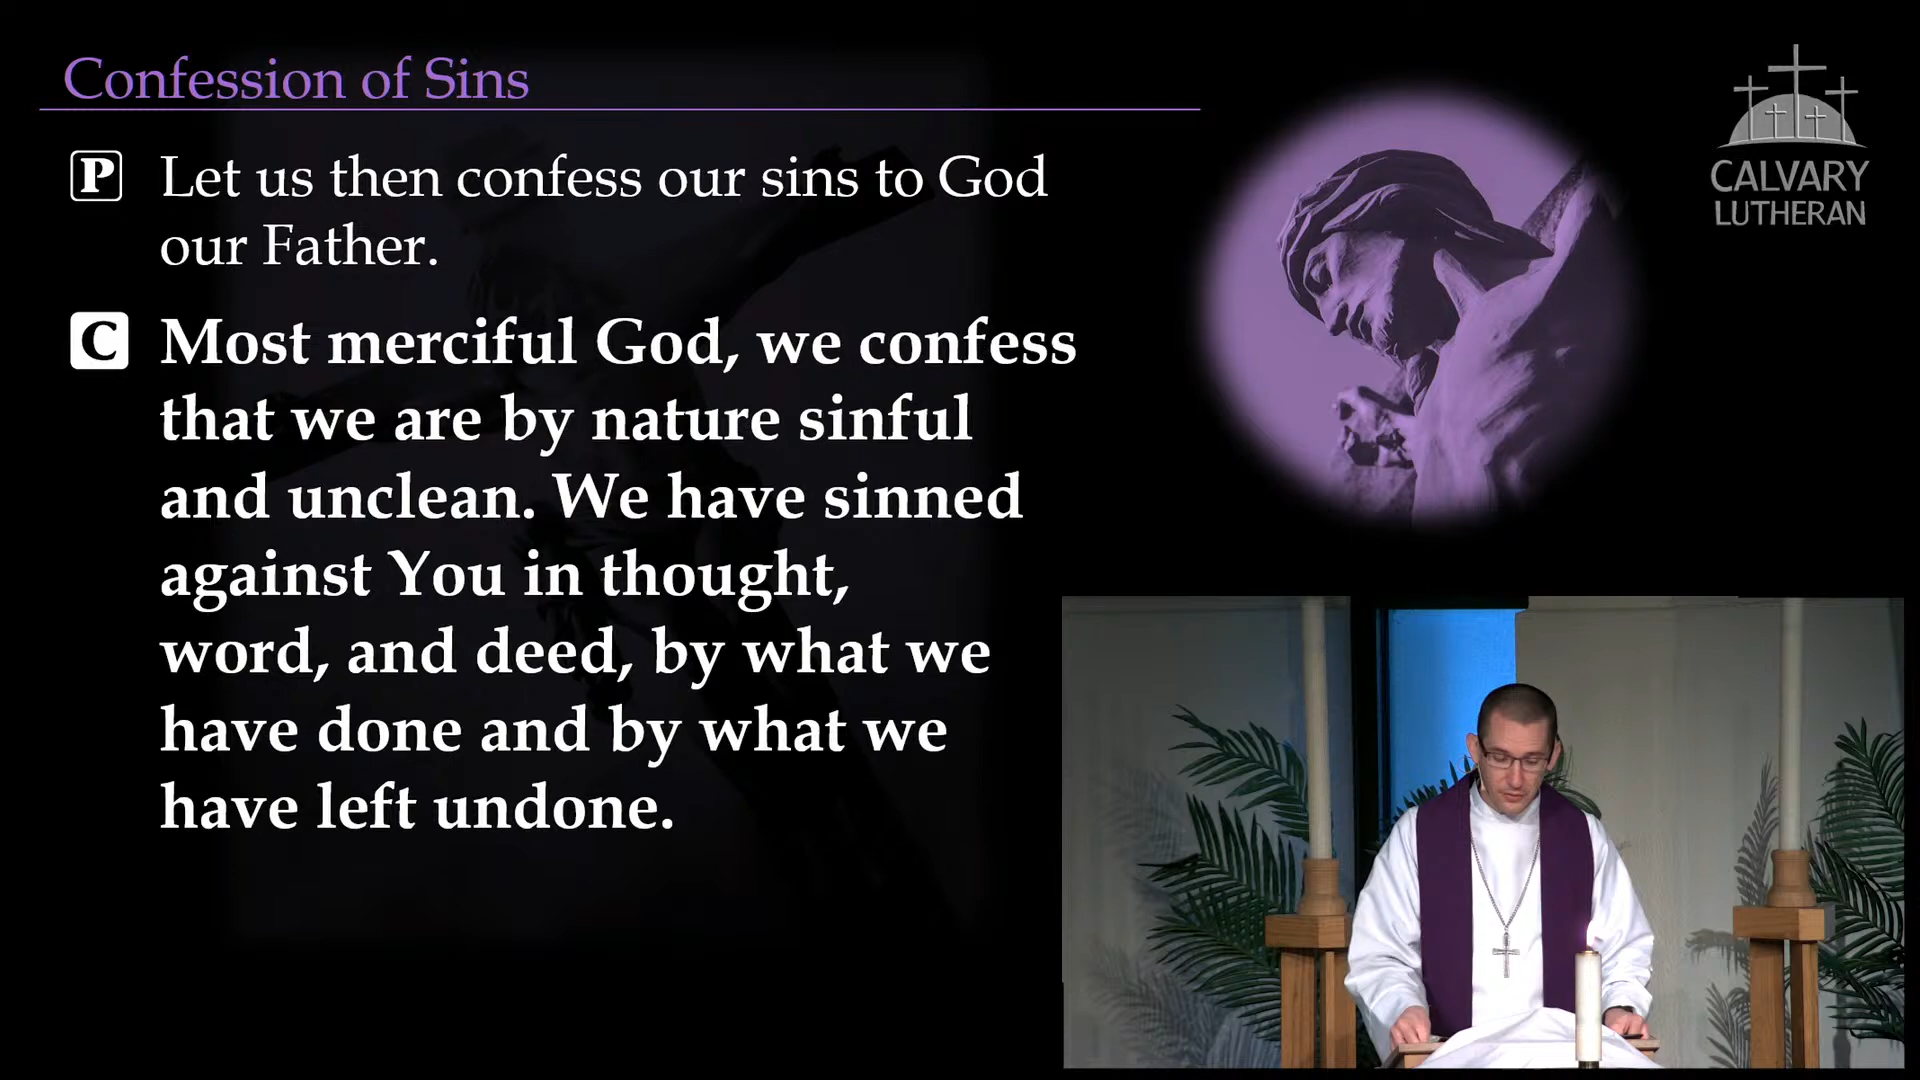 Confession of Sins
P Let us then confess our sins to God
our Father.
C Most merciful God, we confess
that we are by nature sinful
and unclean. We have sinned
against You in thought,
word, and deed, by what we
have done and by what we
have left undone.
CALVARY
LUTHERAN